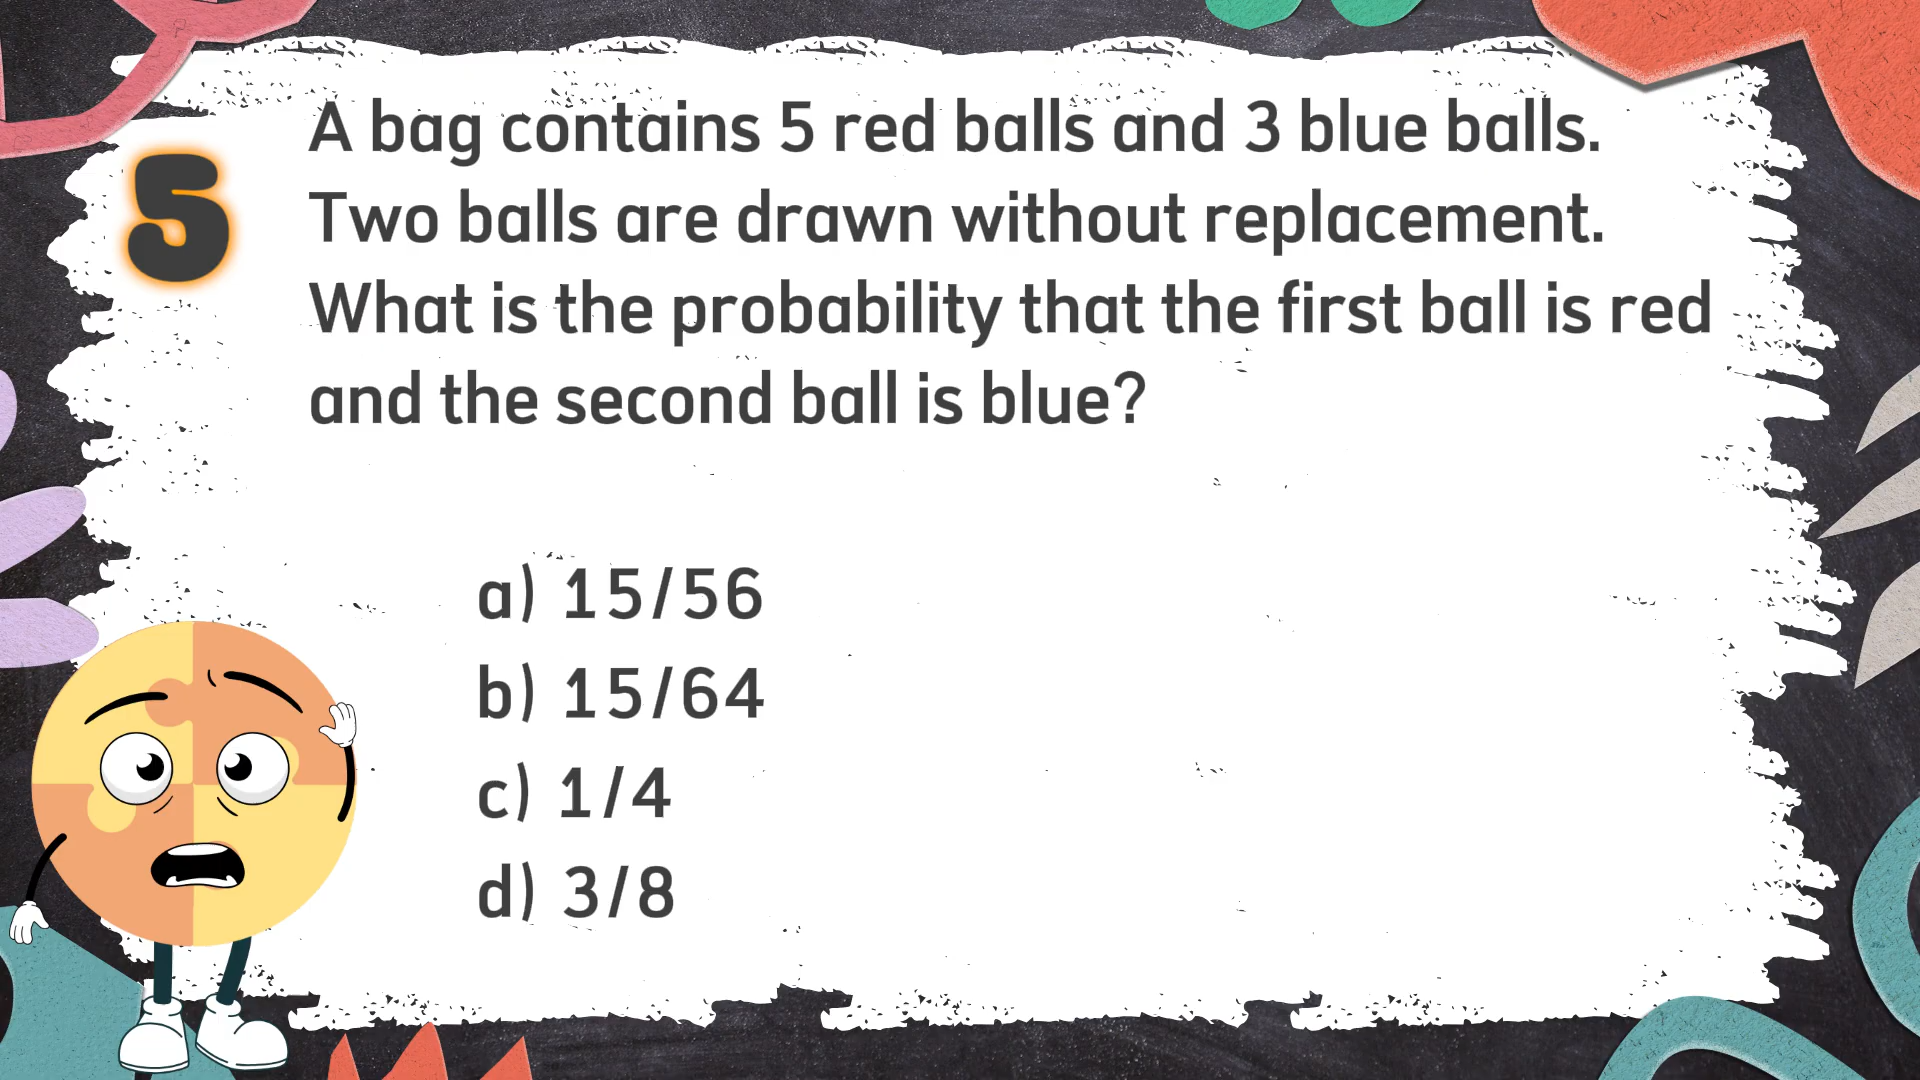 5
A bag contains 5 red balls and 3 blue balls.
Two balls are drawn without replacement.
What is the probability that the first ball is red
and the second ball is blue?
a) 15/56
b) 15/64
c) 1/4
d) 3/8